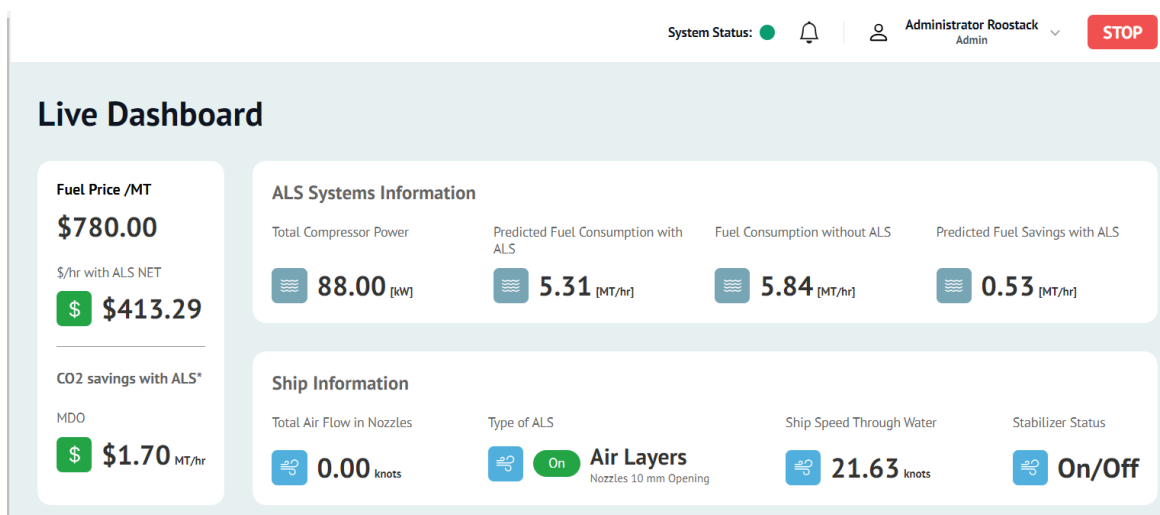 System Status:
Administrator Roostack
Admin
STOP
Live Dashboard
Fuel Price /MT
$780.00
$/hr with ALS NET
$ $413.29
CO2 savings with ALS*
MDO
$ $1.70 MT/hr
ALS Systems Information
Total Compressor Power
88.00 [kW]
Predicted Fuel Consumption with
ALS
5.31 [MT/hr]
Fuel Consumption without ALS
5.84 [MT/hr]
Predicted Fuel Savings with ALS
0.53 [MT/hr]
Ship Information
Total Air Flow in Nozzles
0.00 knots
Type of ALS
On Air Layers
Nozzles 10 mm Opening
Ship Speed Through Water
21.63 knots
Stabilizer Status
On/Off